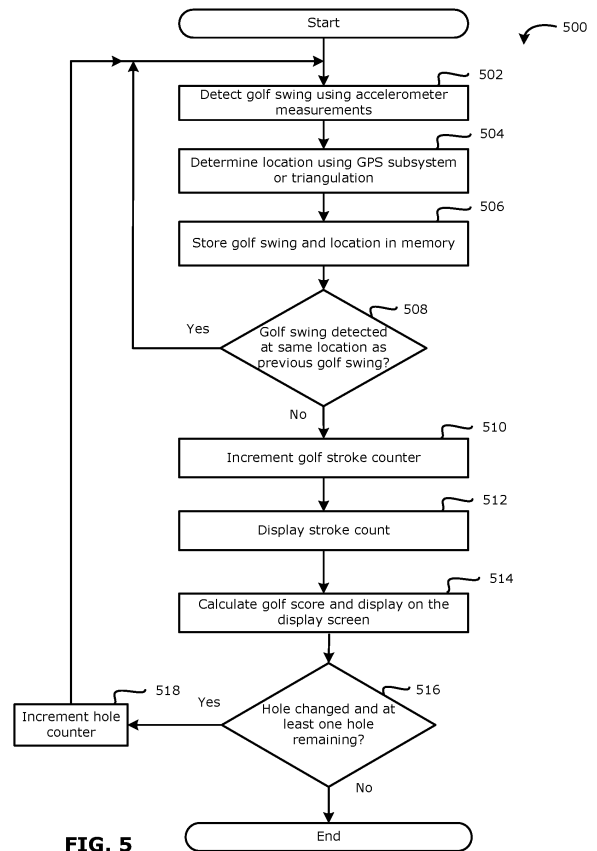 Start
500
502
Detect golf swing using accelerometer
measurements
504
Determine location using GPS subsystem
or triangulation
506
Store golf swing and location in memory
508
Yes
Golf swing detected
at same location as
previous golf swing?
No
510
Increment golf stroke counter
512
Display stroke count
514
Calculate golf score and display on the
display screen
516
518
Yes
Increment hole
counter
Hole changed and at
least one hole
remaining?
No
End
FIG. 5